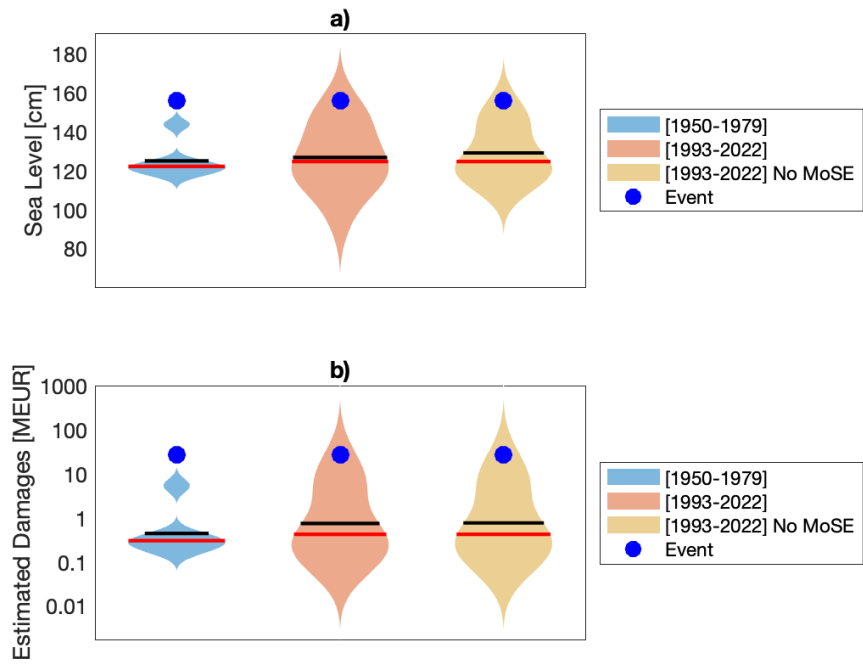 a)
180
160
140
120
100
80
Sea Level [cm]
[1950-1979]
[1993-2022]
[1993-2022] No MoSE
Event
b)
1000
100
10
1
0.1
0.01
Estimated Damages [MEUR]
[1950-1979]
[1993-2022]
[1993-2022] No MoSE
Event